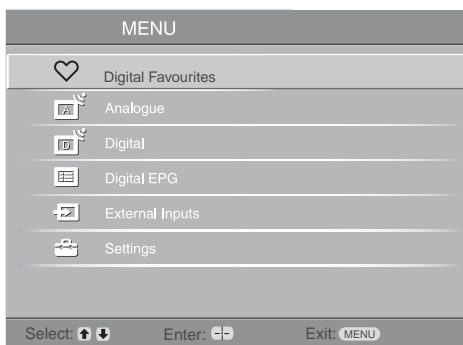 MENU
Digital Favourites
A Analogue
D Digital
Digital EPG
External Inputs
Settings
Select: Enter: Exit: MENU